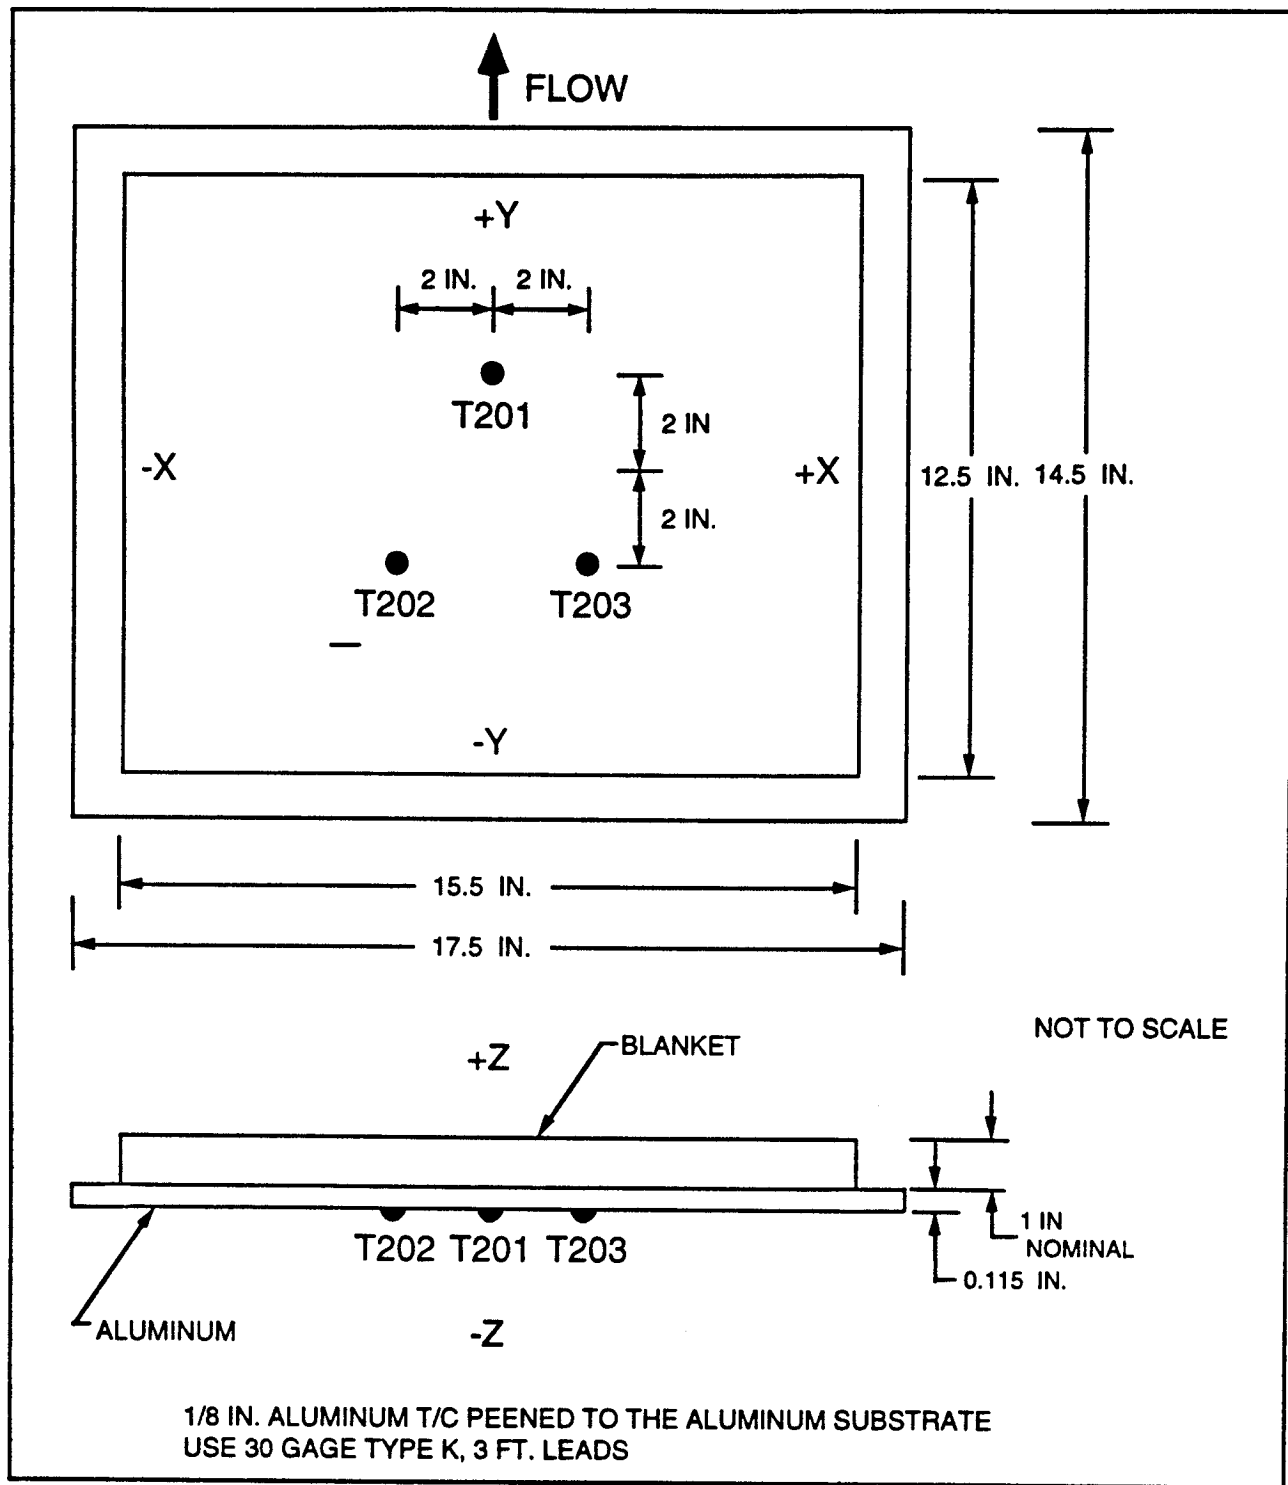 FLOW
+Y
2 IN. 2 IN.
T201
2 IN
-X
+X
12.5 IN. 14.5 IN.
2 IN.
T202
T203
-Y
15.5 IN.
17.5 IN.
NOT TO SCALE
+Z
BLANKET
T202 T201 T203
1 IN
NOMINAL
0.115 IN.
ALUMINUM
-Z
1/8 IN. ALUMINUM T/C PEENED TO THE ALUMINUM SUBSTRATE
USE 30 GAGE TYPE K, 3 FT. LEADS